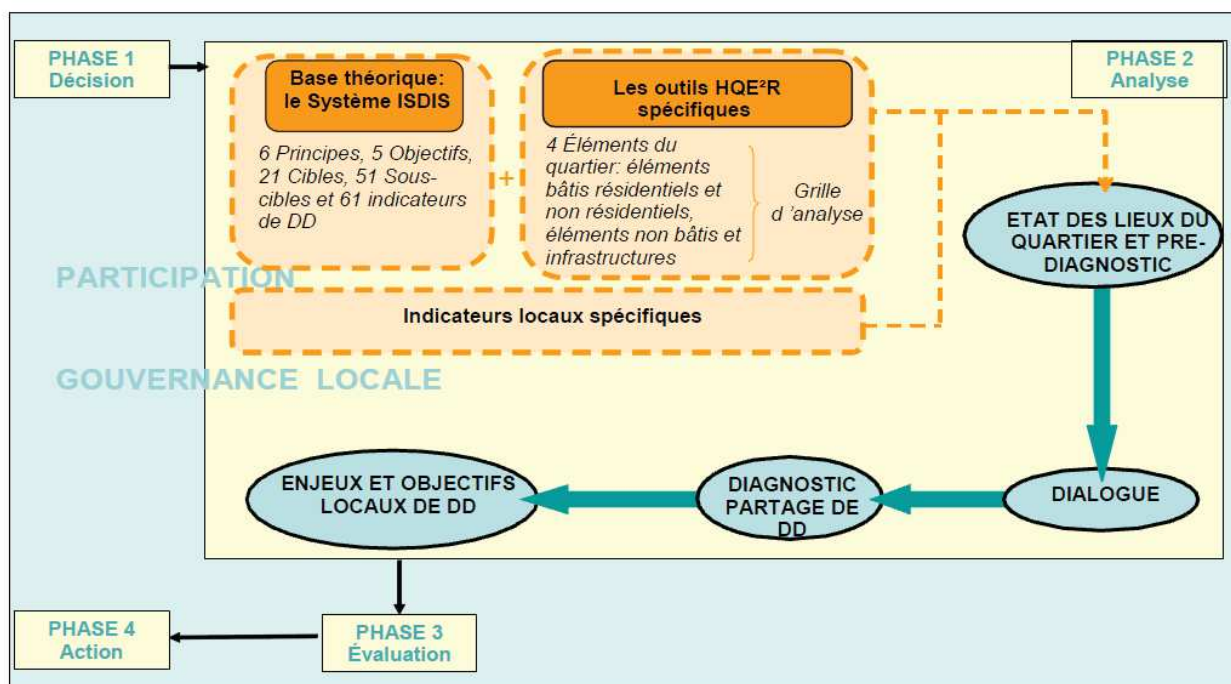 PHASE 1
Décision
PHASE 2
Analyse
Base théorique:
le Système ISDIS
6 Principes, 5 Objectifs,
21 Cibles, 51 Sous-
cibles et 61 indicateurs
de DD
+
Les outils HQE²R
spécifiques
4 Éléments du
quartier: éléments
bâtis résidentiels et
non résidentiels,
éléments non bâtis et
infrastructures
Grille
d ’analyse
Indicateurs locaux spécifiques
PARTICIPATION
GOUVERNANCE LOCALE
ETAT DES LIEUX DU
QUARTIER ET PRE-
DIAGNOSTIC
DIALOGUE
DIAGNOSTIC
PARTAGE DE
DD
ENJEUX ET OBJECTIFS
LOCAUX DE DD
PHASE 3
Évaluation
PHASE 4
Action